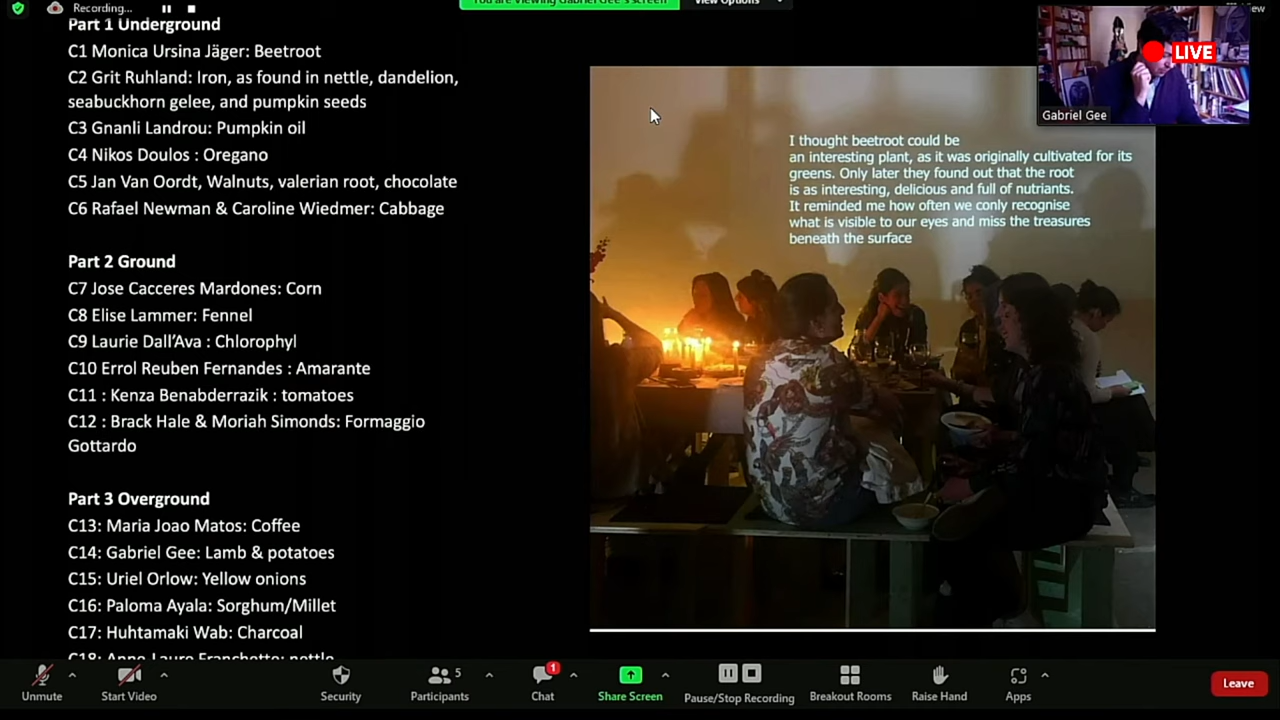 Recording...
You are viewing Gabriel Gee's screen
View Options
View
LIVE
Gabriel Gee
Part 1 Underground
C1 Monica Ursina Jäger: Beetroot
C2 Grit Ruhland: Iron, as found in nettle, dandelion,
seabuckhorn gelee, and pumpkin seeds
C3 Gnanli Landrou: Pumpkin oil
C4 Nikos Doulos : Oregano
C5 Jan Van Oordt, Walnuts, valerian root, chocolate
C6 Rafael Newman & Caroline Wiedmer: Cabbage
Part 2 Ground
C7 Jose Cacceres Mardones: Corn
C8 Elise Lammer: Fennel
C9 Laurie Dall'Ava : Chlorophyl
C10 Errol Reuben Fernandes : Amarante
C11 : Kenza Benabderrazik : tomatoes
C12 : Brack Hale & Moriah Simonds: Formaggio
Gottardo
Part 3 Overground
C13: Maria Joao Matos: Coffee
C14: Gabriel Gee: Lamb & potatoes
C15: Uriel Orlow: Yellow onions
C16: Paloma Ayala: Sorghum/Millet
C17: Huhtamaki Wab: Charcoal
C18: Anne-Laure Franchette: nettle
I thought beetroot could be
an interesting plant, as it was originally cultivated for its
greens. Only later they found out that the root
is as interesting, delicious and full of nutriants.
It reminded me how often we conly recognise
what is visible to our eyes and miss the treasures
beneath the surface
Unmute
Start Video
Security
Participants 5
Chat 1
Share Screen
Pause/Stop Recording
Breakout Rooms
Raise Hand
Apps
Leave